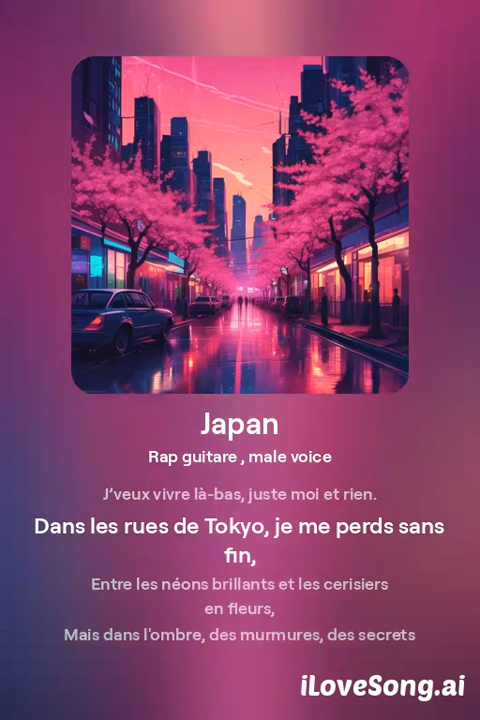 Japan
Rap guitare , male voice
J'veux vivre là-bas, juste moi et rien.
Dans les rues de Tokyo, je me perds sans
fin,
Entre les néons brillants et les cerisiers
en fleurs,
Mais dans l'ombre, des murmures, des secrets
iLoveSong.ai